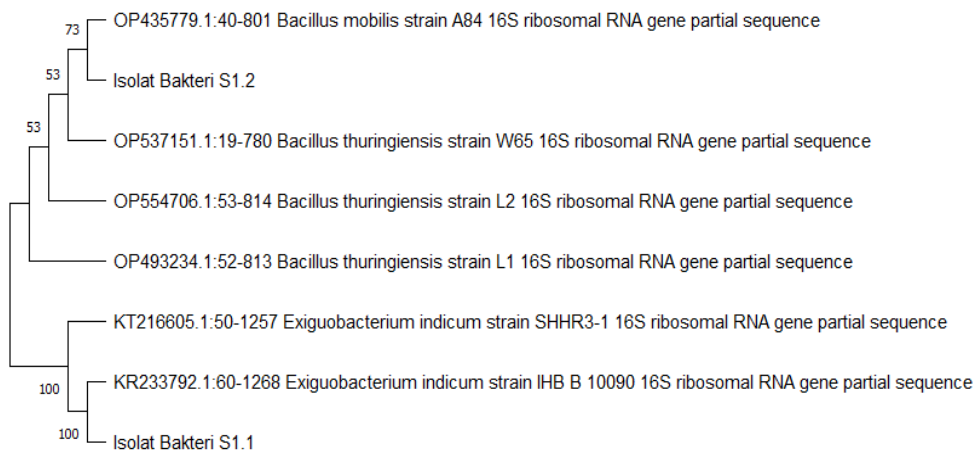 73
OP435779.1:40-801 Bacillus mobilis strain A84 16S ribosomal RNA gene partial sequence
53
Isolat Bakteri S1.2
53
OP537151.1:19-780 Bacillus thuringiensis strain W65 16S ribosomal RNA gene partial sequence
OP554706.1:53-814 Bacillus thuringiensis strain L2 16S ribosomal RNA gene partial sequence
OP493234.1:52-813 Bacillus thuringiensis strain L1 16S ribosomal RNA gene partial sequence
KT216605.1:50-1257 Exiguobacterium indicum strain SHHR3-1 16S ribosomal RNA gene partial sequence
100
KR233792.1:60-1268 Exiguobacterium indicum strain IHB B 10090 16S ribosomal RNA gene partial sequence
100
Isolat Bakteri S1.1